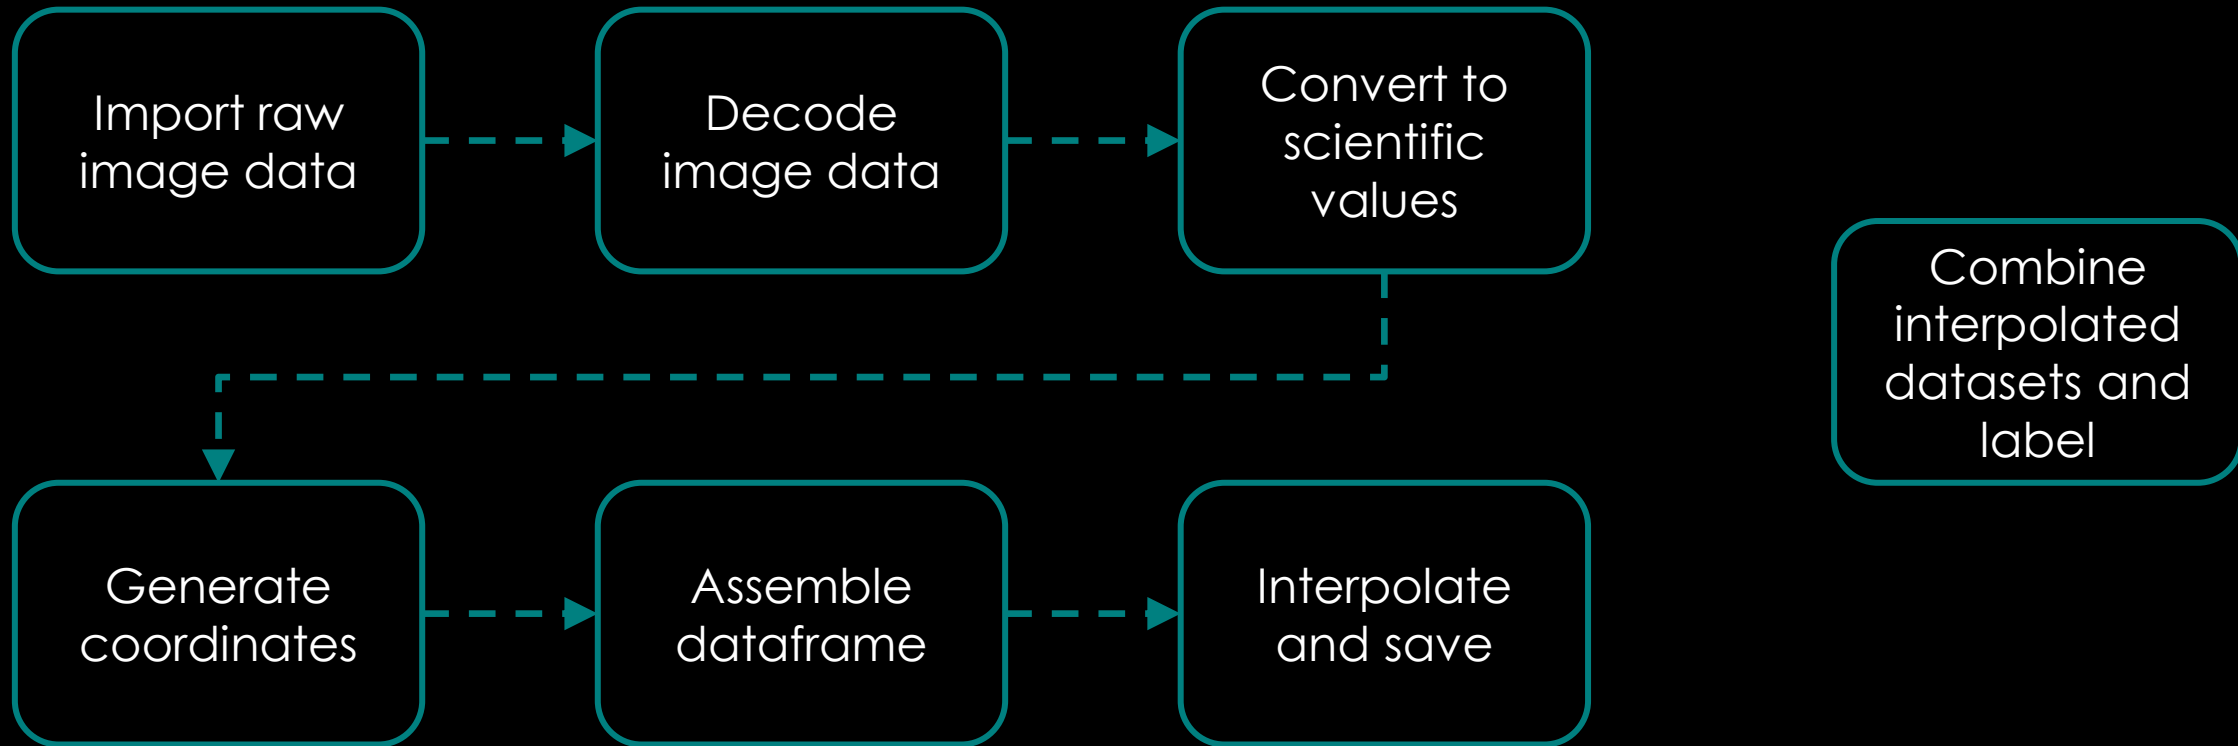 Import raw
image data
Decode
image data
Convert to
scientific
values
Generate
coordinates
Assemble
dataframe
Interpolate
and save
Combine
interpolated
datasets and
label